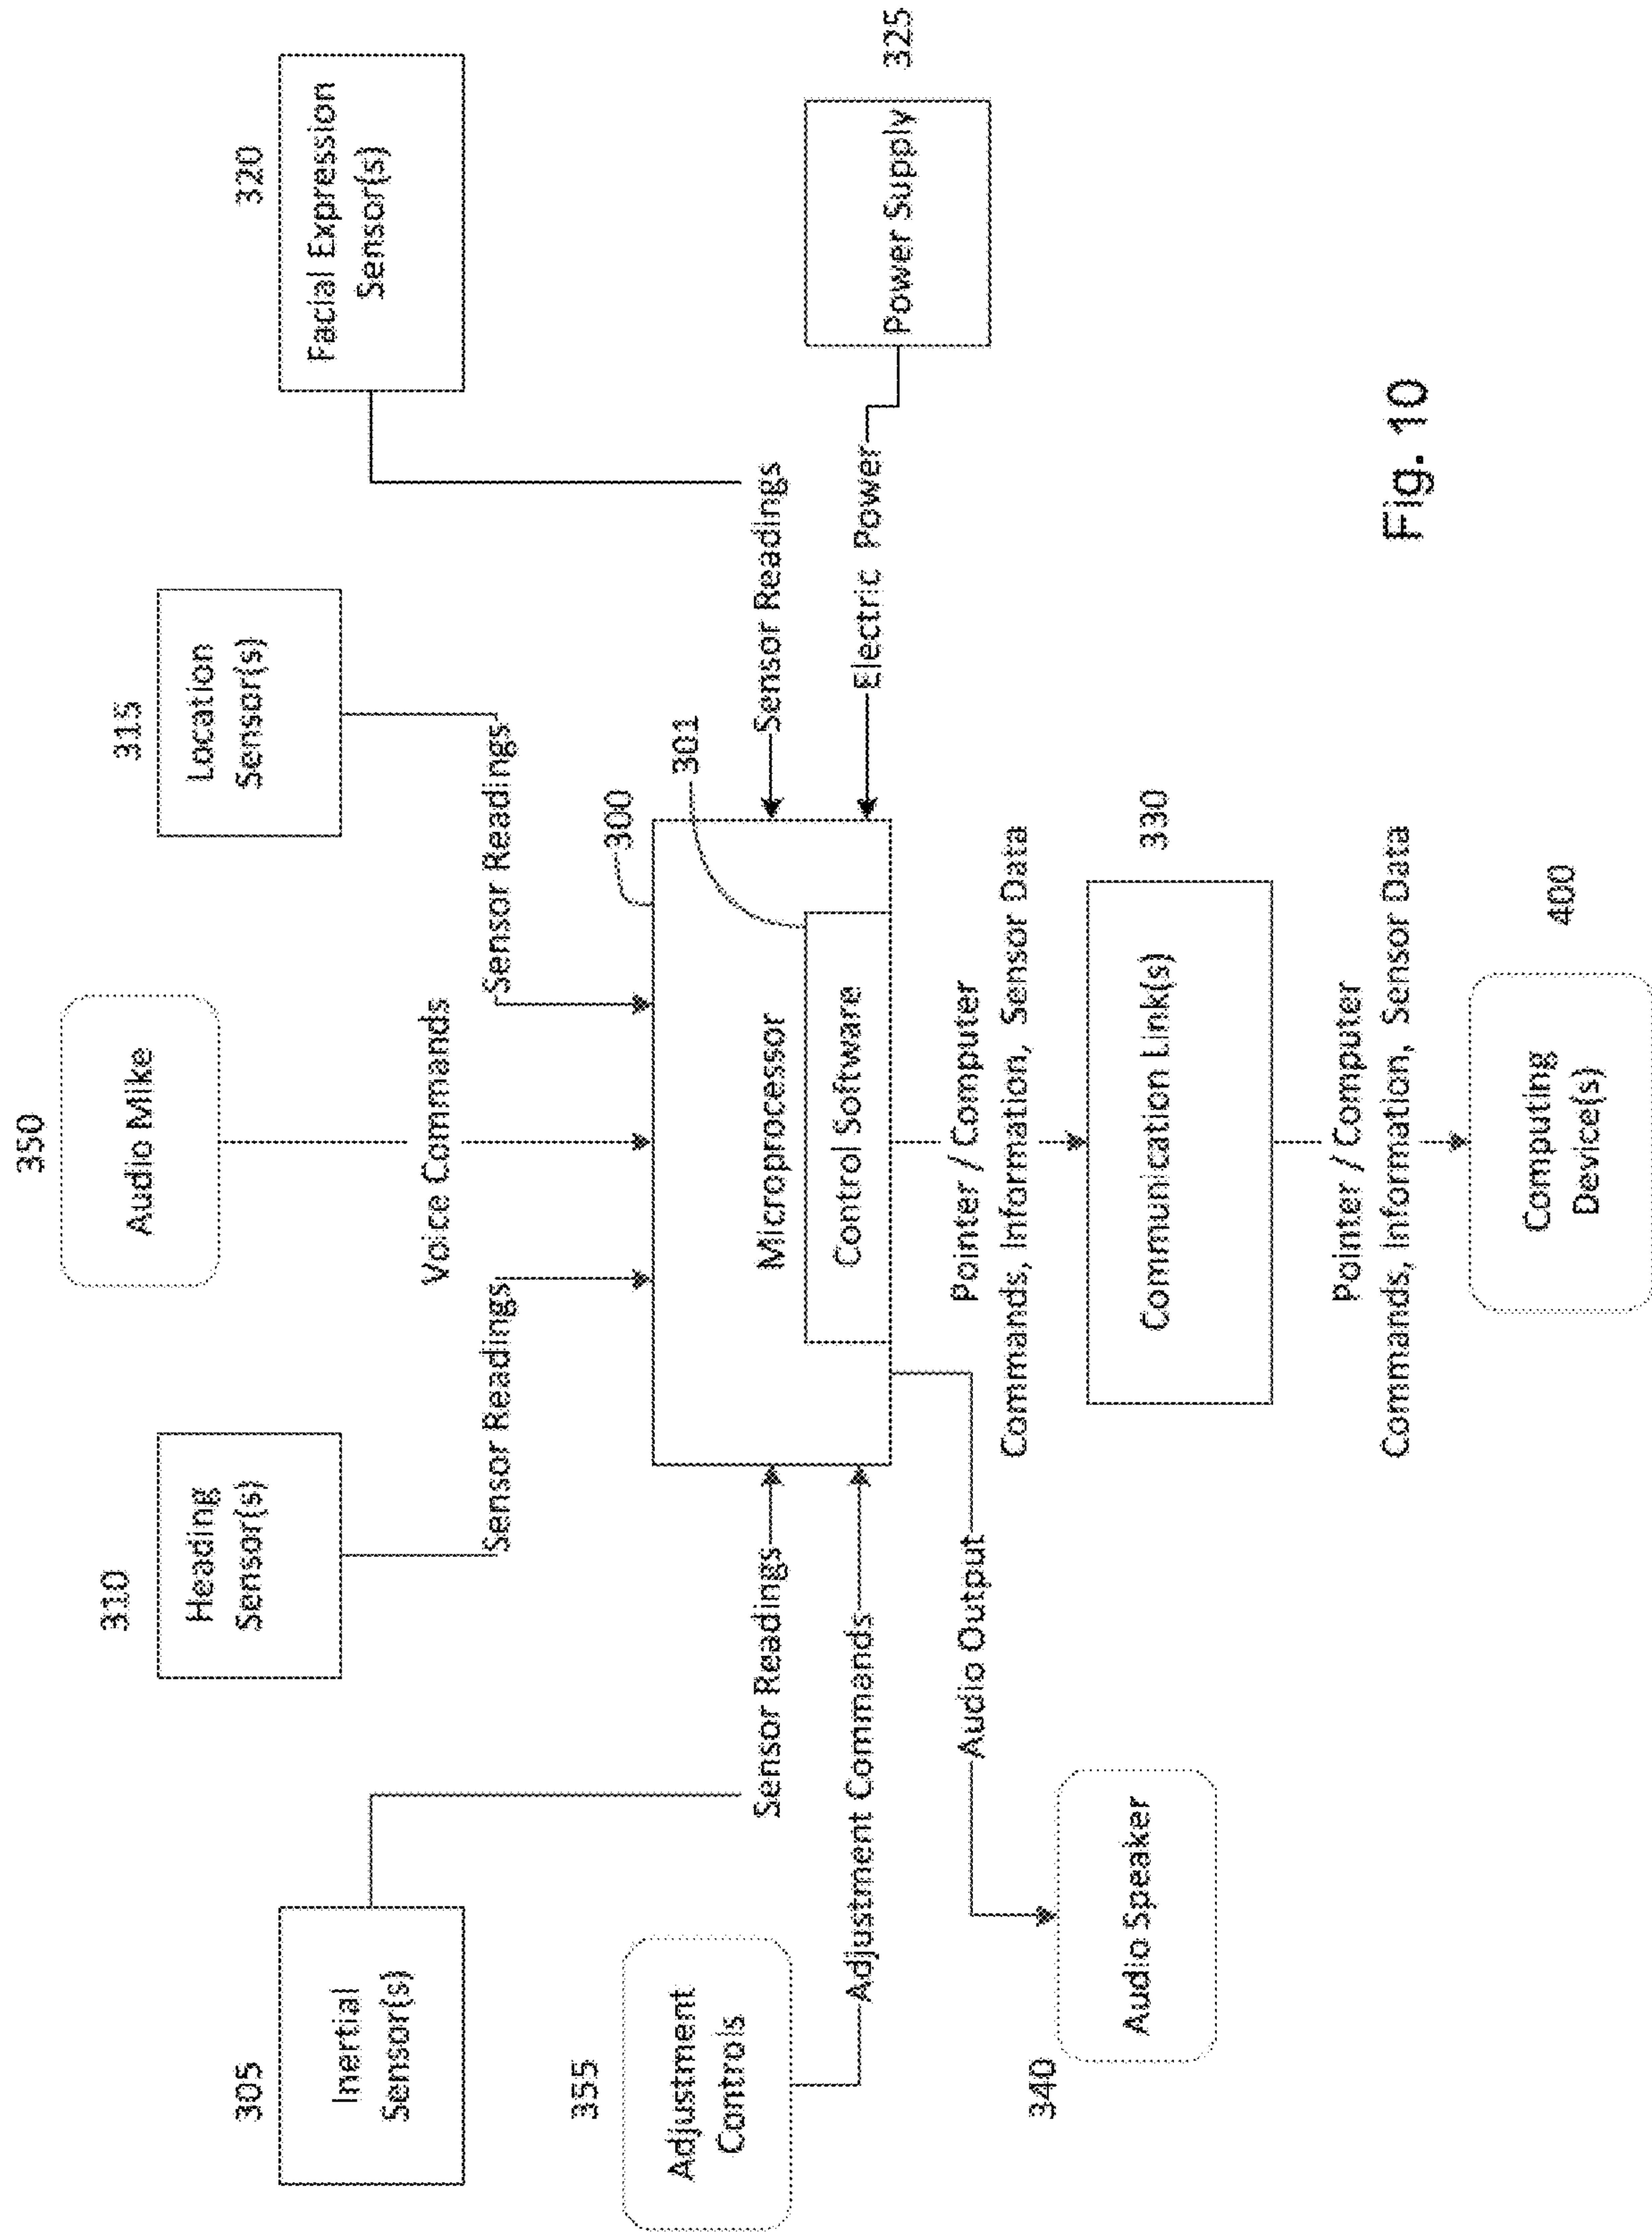 350
Audio Mike
310
Heading
Sensor(s)
315
Location
Sensor(s)
305
Inertial
Sensor(s)
320
Facial Expression
Sensor(s)
Voice Commands
Sensor Readings
Sensor Readings
355
Adjustment
Controls
300
301
Microprocessor
Control Software
Sensor Readings
Sensor Readings
325
Power Supply
Adjustment Commands
Electric Power
Audio Output
Pointer / Computer
Commands, Information, Sensor Data
340
Audio Speaker
330
Communication Link(s)
Pointer / Computer
Commands, Information, Sensor Data
Fig. 10
400
Computing
Device(s)